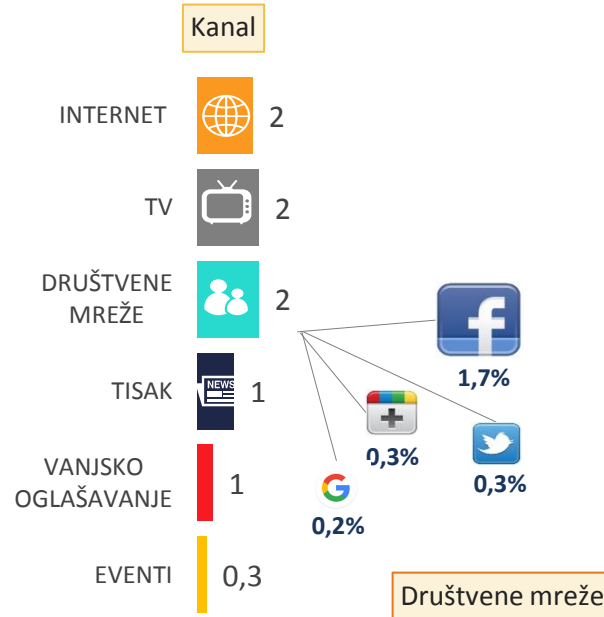 Kanal
INTERNET
2
TV
2
DRUŠTVENE
MREŽE
2
1,7%
TISAK
NEWS
1
0,3%
0,3%
VANJSKO
OGLAŠAVANJE
1
0,2%
EVENTI
0,3
Društvene mreže